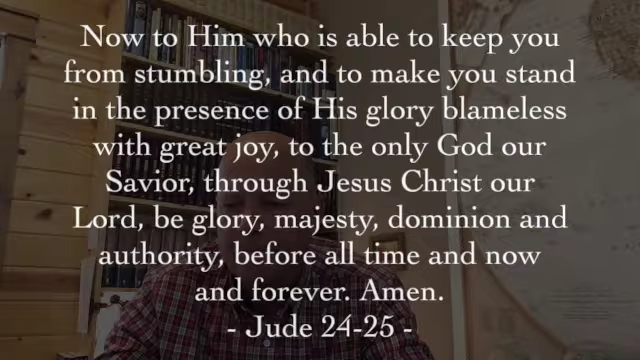 Now to Him who is able to keep you
from stumbling, and to make you stand
in the presence of His glory blameless
with great joy, to the only God our
Savior, through Jesus Christ our
Lord, be glory, majesty, dominion and
authority, before all time and now
and forever. Amen.
- Jude 24-25 -